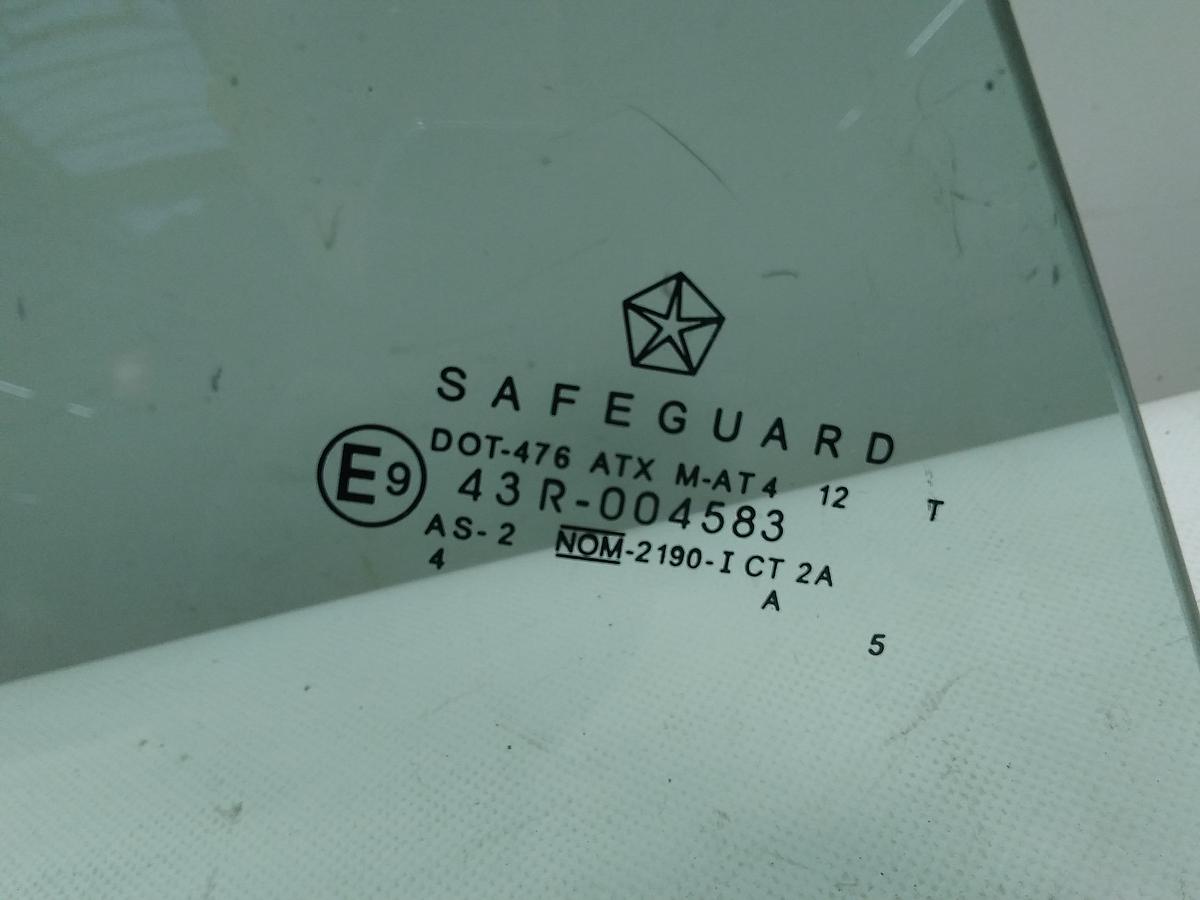 SAFEGUARD
E9
DOT-476 ATX M-AT4 12 T
43R-004583
AS-2 NOM-2190-I CT 2A
4 A
5